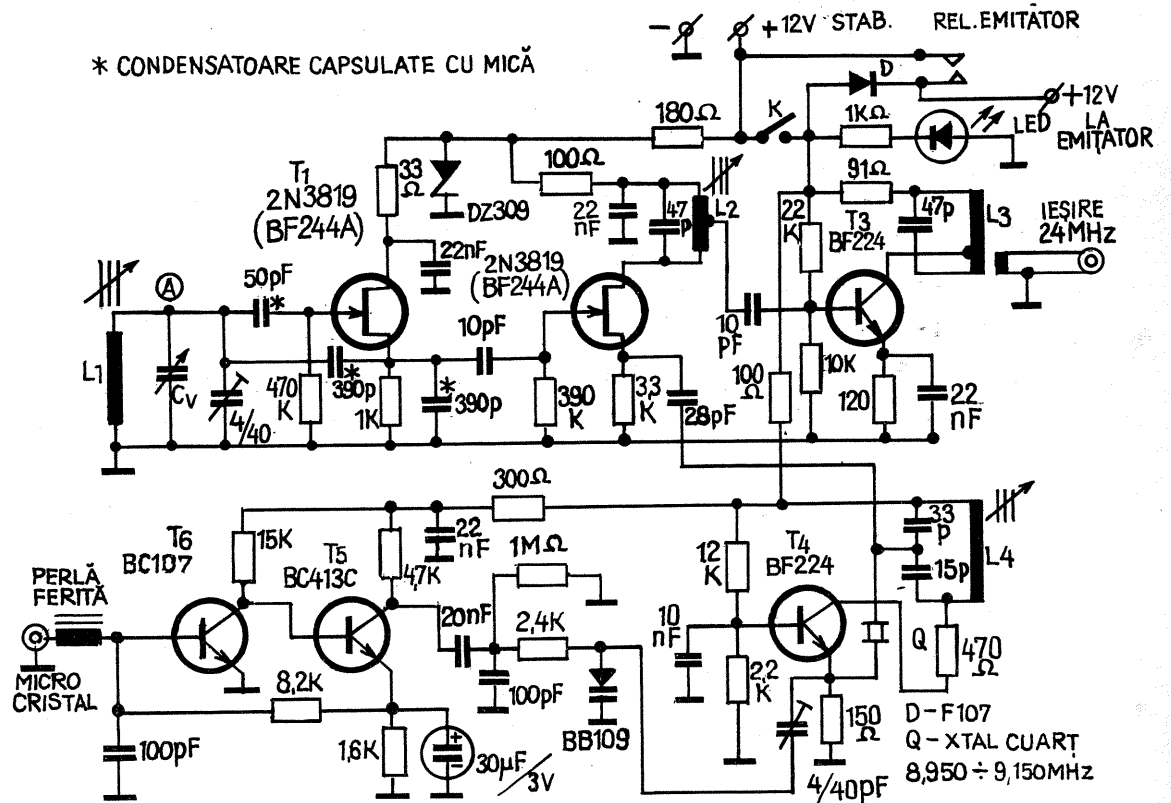 +12V STAB. REL.EMITĂTOR
* CONDENSATOARE CAPSULATE CU MICĂ
D
K
+12V
LA
EMIȚĂTOR
180Ω
1KΩ
LED
T1
2N3819
(BF244A)
33
Ω
DZ309
100Ω
22
nF
47
P
L2
91Ω
22
K
T3
BF224
47p
L3
IEȘIRE
24MHz
A
50pF
*
22nF
2N3819
(BF244A)
10pF
10
pF
L1
CV
4/40
470
K
390p
*
1K
*
390p
390
K
3,3
K
28pF
100
Ω
10K
120
22
nF
300Ω
T6
BC107
15K
T5
BC413C
4,7K
22
nF
1MΩ
12
K
T4
BF224
33
p
15p
L4
PERLĂ
FERITĂ
MICRO
CRISTAL
20nF
2,4K
10
nF
2,2
K
Q
470
Ω
8,2K
100pF
100pF
1,6K
+
-
30µF/3V
BB109
150
Ω
4/40pF
D-F107
Q-XTAL CUARȚ
8,950÷9,150MHz